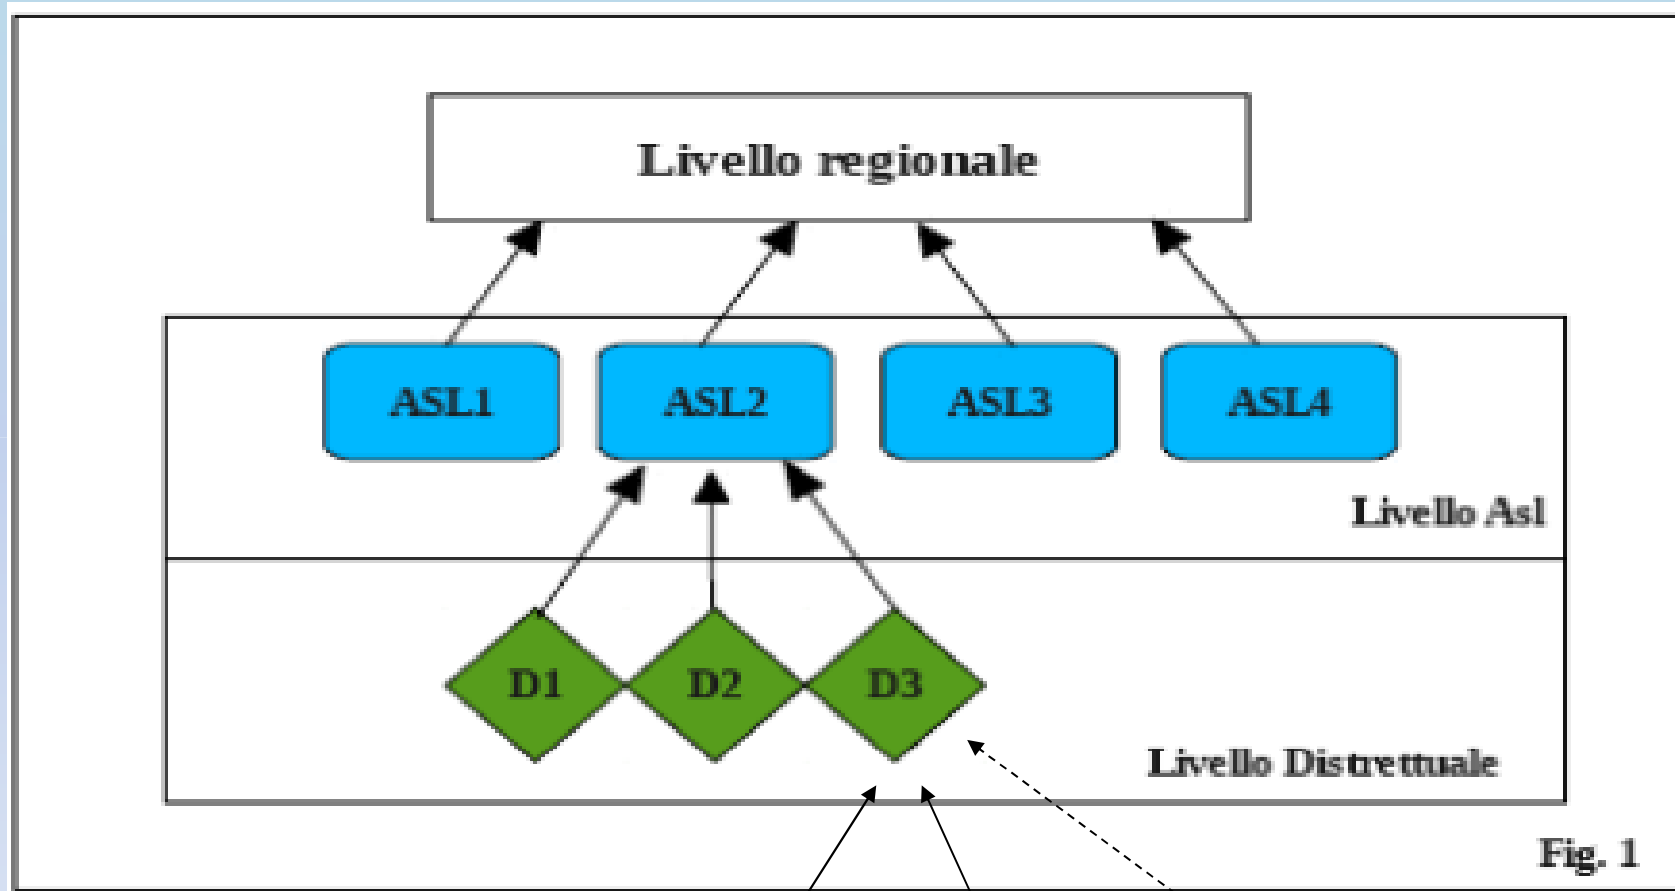 Livello regionale
ASL1 ASL2 ASL3 ASL4
Livello Asl
D1 D2 D3
Livello Distrettuale
Fig. 1